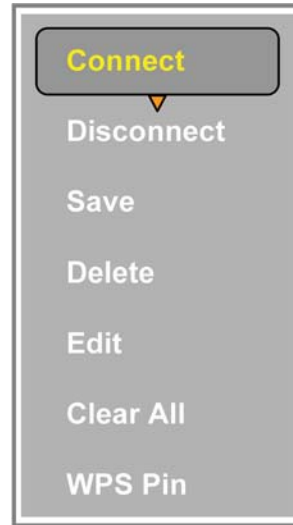 Connect
Disconnect
Save
Delete
Edit
Clear All
WPS Pin